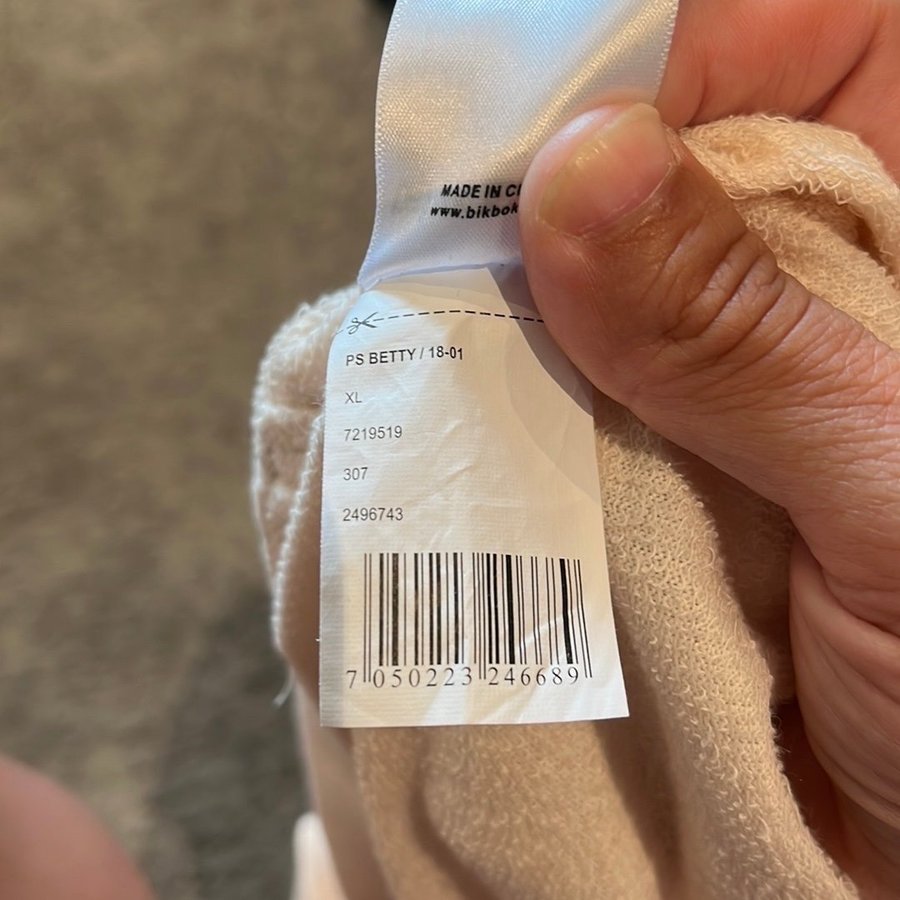 MADE IN
www.bikbok
PS BETTY / 18-01
XL
7219519
307
2496743
7 050223 246689